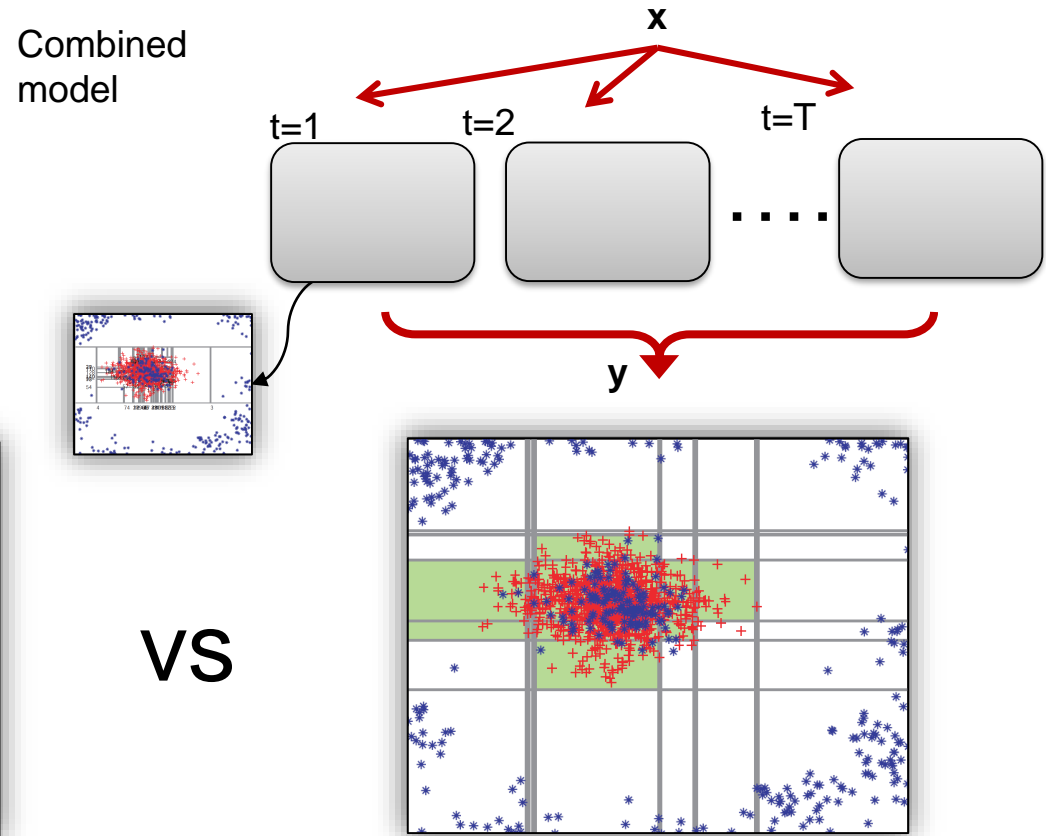 x
Combined
model
t=1
t=2
t=T
. . . .
y
vs